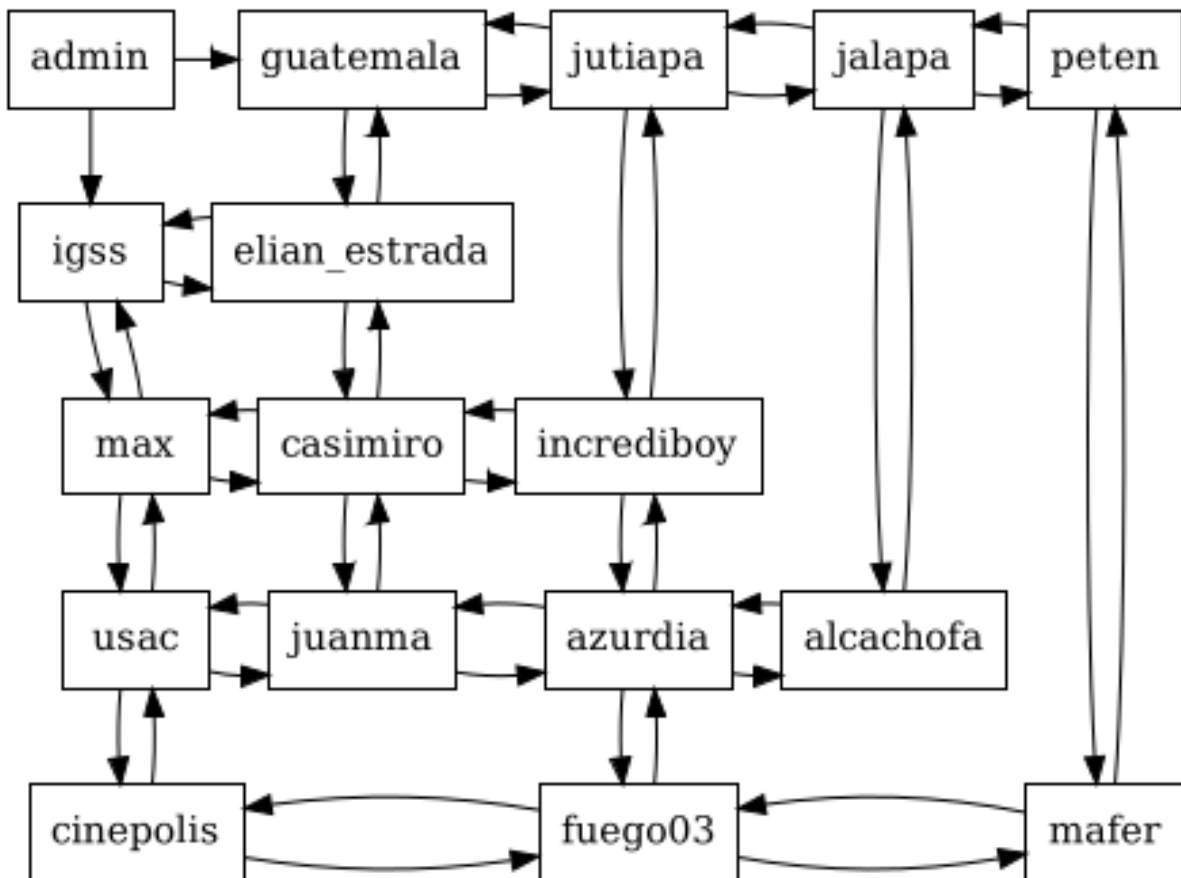 admin guatemala jutiapa jalapa peten
igss elian_estrada
max casimiro incrediboy
usac juanma azurdia alcachofa
cinepolis fuego03 mafer